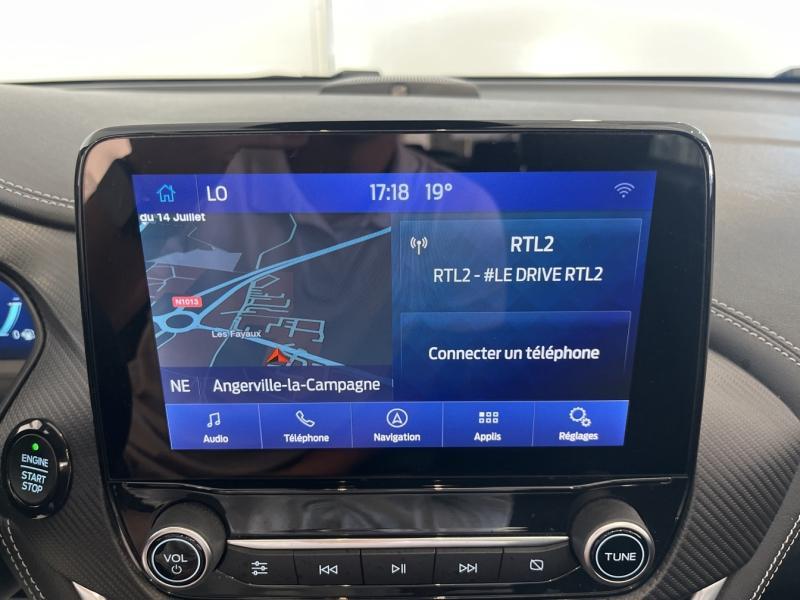 LO 17:18 19°
du 14 Juillet
N1013
Les Fayaux
NE Angerville-la-Campagne
RTL2
RTL2 - #LE DRIVE RTL2
Connecter un téléphone
Audio Téléphone Navigation Applis Réglages
ENGINE
START
STOP
VOL
TUNE